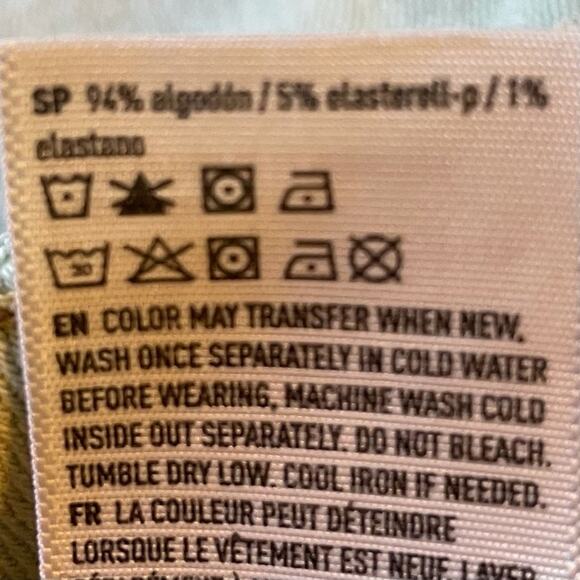 SP 94% algodón / 5% elasterell-p / 1%
elastano
30
EN COLOR MAY TRANSFER WHEN NEW.
WASH ONCE SEPARATELY IN COLD WATER
BEFORE WEARING. MACHINE WASH COLD
INSIDE OUT SEPARATELY. DO NOT BLEACH.
TUMBLE DRY LOW. COOL IRON IF NEEDED.
FR LA COULEUR PEUT DÉTEINDRE
LORSQUE LE VÊTEMENT EST NEUF. LAVER